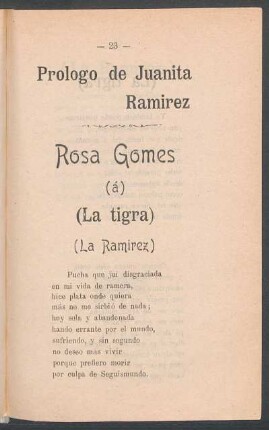 — 23 —
Prologo de Juanita
Ramirez
Rosa Gomes
(á)
(La tigra)
(La Ramirez)
Pucha que jui disgraciada
en mi vida de ramera,
hice plata onde quiera
más no me sirbió de nada;
hoy sola y abandonada
hando errante por el mundo,
sufriendo, y sin segundo
no deseo más vivir
porque prefiero morir
por culpa de Seguismundo.